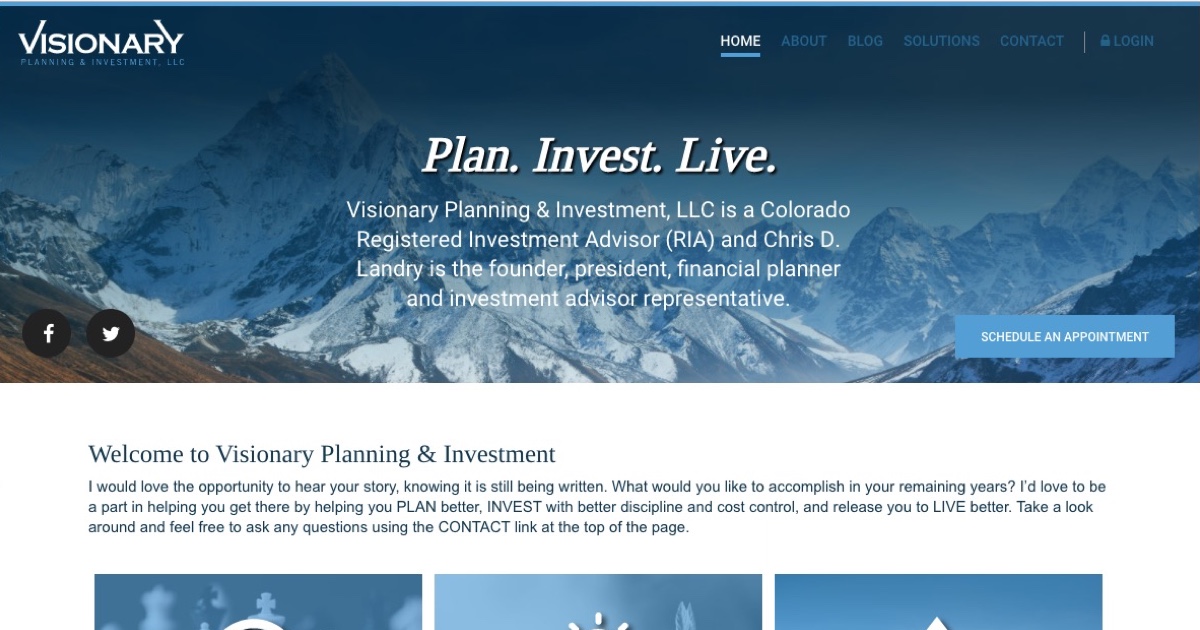 VISIONARY
PLANNING & INVESTMENT, LLC
HOME ABOUT BLOG SOLUTIONS CONTACT LOGIN
Plan. Invest. Live.
Visionary Planning & Investment, LLC is a Colorado
Registered Investment Advisor (RIA) and Chris D.
Landry is the founder, president, financial planner
and investment advisor representative.
SCHEDULE AN APPOINTMENT
Welcome to Visionary Planning & Investment
I would love the opportunity to hear your story, knowing it is still being written. What would you like to accomplish in your remaining years? I'd love to be
a part in helping you get there by helping you PLAN better, INVEST with better discipline and cost control, and release you to LIVE better. Take a look
around and feel free to ask any questions using the CONTACT link at the top of the page.